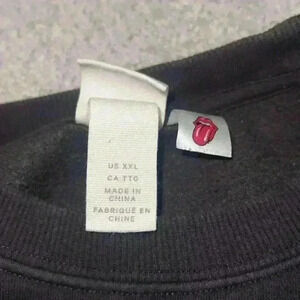 US XXL
CA TTG
MADE IN
CHINA
FABRIQUÉ EN
CHINE